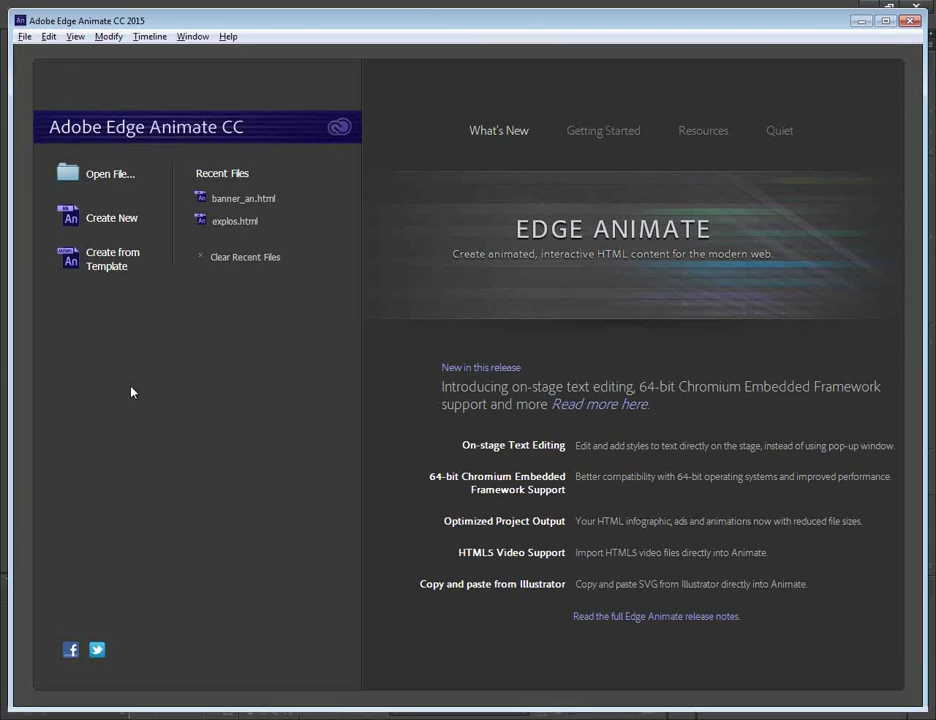 Adobe Edge Animate CC 2015
File Edit View Modify Timeline Window Help
Adobe Edge Animate CC
Open File...
Create New
Create from
Template
Recent Files
banner_an.html
explos.html
× Clear Recent Files
What's New Getting Started Resources Quiet
EDGE ANIMATE
Create animated, interactive HTML content for the modern web.
New in this release
Introducing on-stage text editing, 64-bit Chromium Embedded Framework
support and more Read more here.
On-stage Text Editing Edit and add styles to text directly on the stage, instead of using pop-up window.
64-bit Chromium Embedded Better compatibility with 64-bit operating systems and improved performance.
Framework Support
Optimized Project Output Your HTML infographic, ads and animations now with reduced file sizes.
HTML5 Video Support Import HTML5 video files directly into Animate.
Copy and paste from Illustrator Copy and paste SVG from Illustrator directly into Animate.
Read the full Edge Animate release notes.